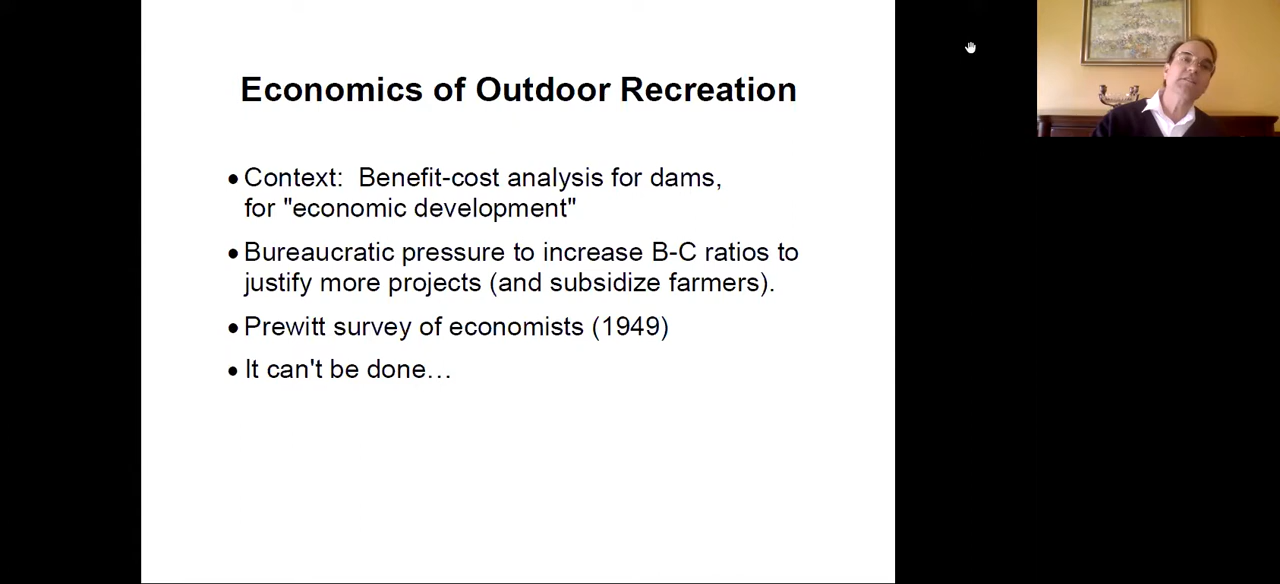 Economics of Outdoor Recreation
• Context:  Benefit-cost analysis for dams,
for "economic development"
• Bureaucratic pressure to increase B-C ratios to
justify more projects (and subsidize farmers).
• Prewitt survey of economists (1949)
• It can't be done…